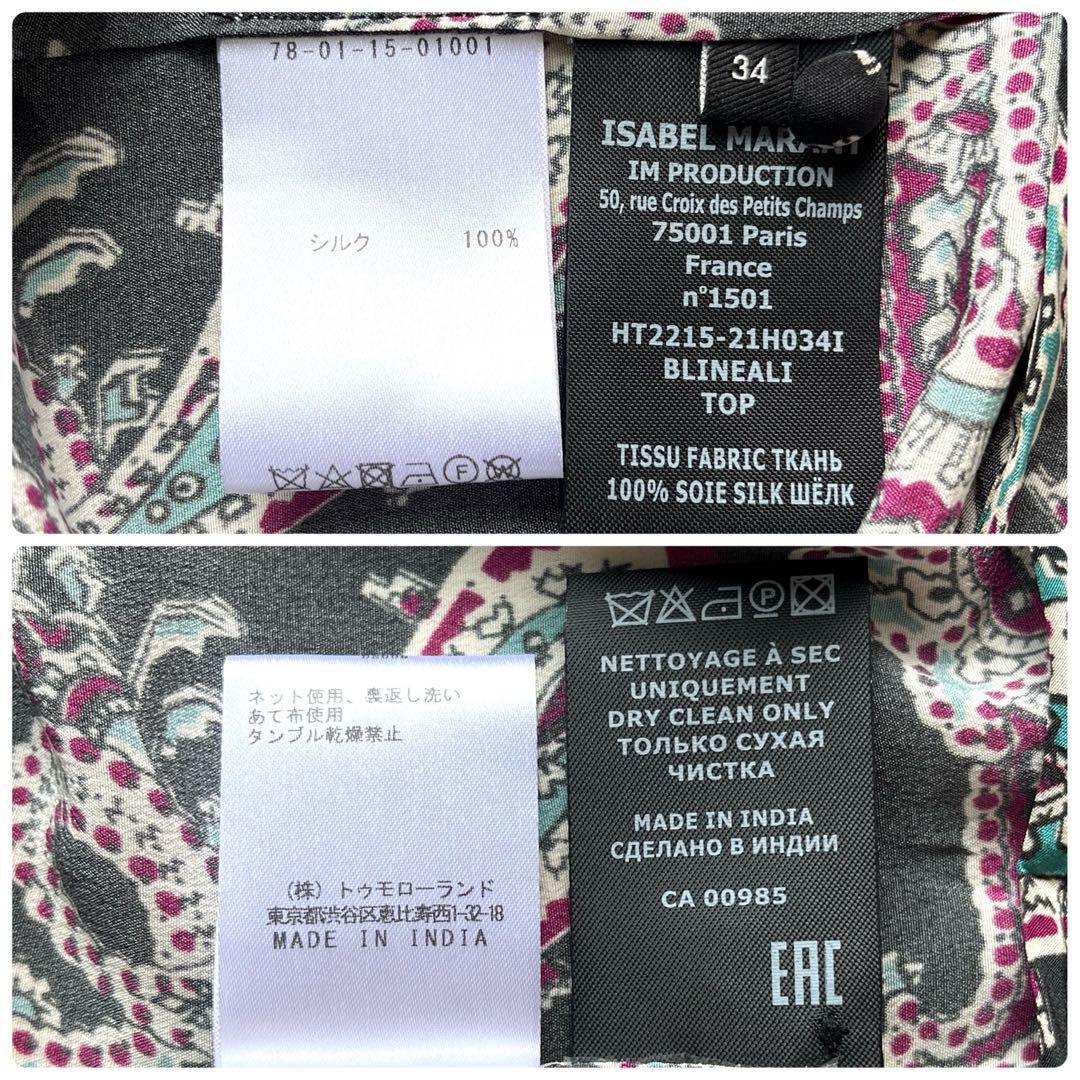 78-01-15-01001
シルク 100%
F
W
34
ISABEL MARANT
IM PRODUCTION
50, rue Croix des Petits Champs
75001 Paris
France
n°1501
HT2215-21H034I
BLINEALI
TOP
TISSU FABRIC ТКАНЬ
100% SOIE SILK ШЁЛК
ネット使用、裏返し洗い
あて布使用
タンブル乾燥禁止
(株)トゥモローランド
東京都渋谷区恵比寿西1-32-18
MADE IN INDIA
P
NETTOYAGE À SEC
UNIQUEMENT
DRY CLEAN ONLY
ТОЛЬКО СУХАЯ
ЧИСТКА
MADE IN INDIA
СДЕЛАНО В ИНДИИ
CA 00985
EAC